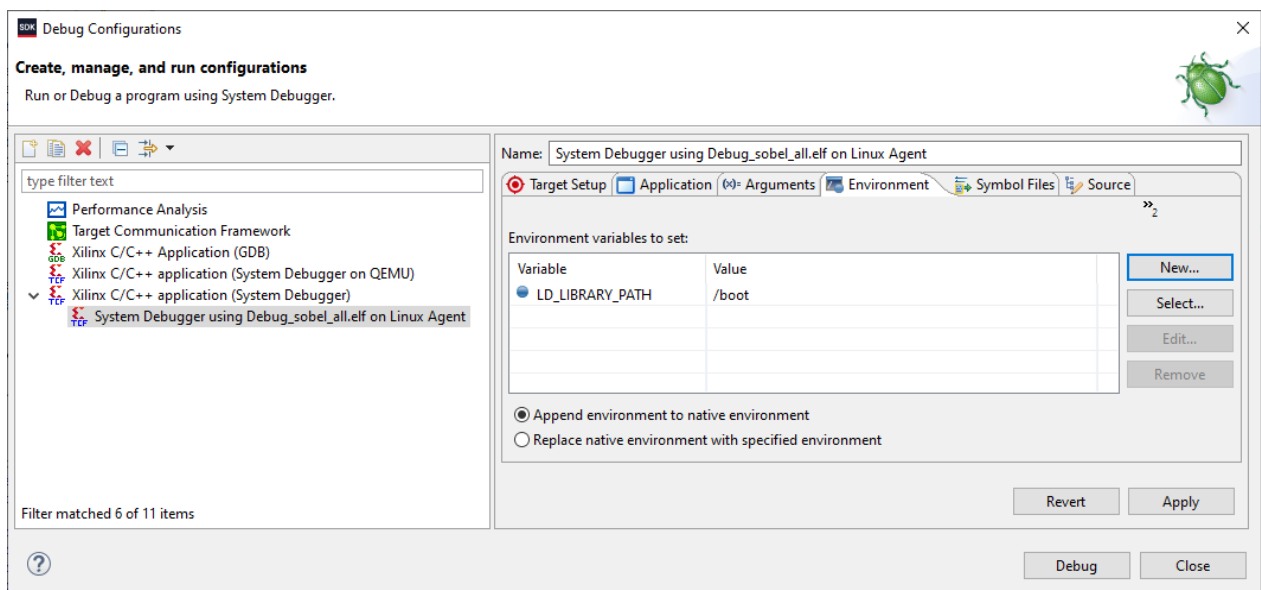 SDK Debug Configurations
Create, manage, and run configurations
Run or Debug a program using System Debugger.
type filter text
Performance Analysis
Target Communication Framework
GDB Xilinx C/C++ Application (GDB)
TCF Xilinx C/C++ application (System Debugger on QEMU)
TCF Xilinx C/C++ application (System Debugger)
TCF System Debugger using Debug_sobel_all.elf on Linux Agent
Filter matched 6 of 11 items
Name: System Debugger using Debug_sobel_all.elf on Linux Agent
Target Setup Application (x)= Arguments Environment Symbol Files Source
»2
Environment variables to set:
Variable Value
LD_LIBRARY_PATH /boot
New...
Select...
Edit...
Remove
Append environment to native environment
Replace native environment with specified environment
Revert Apply
? Debug Close